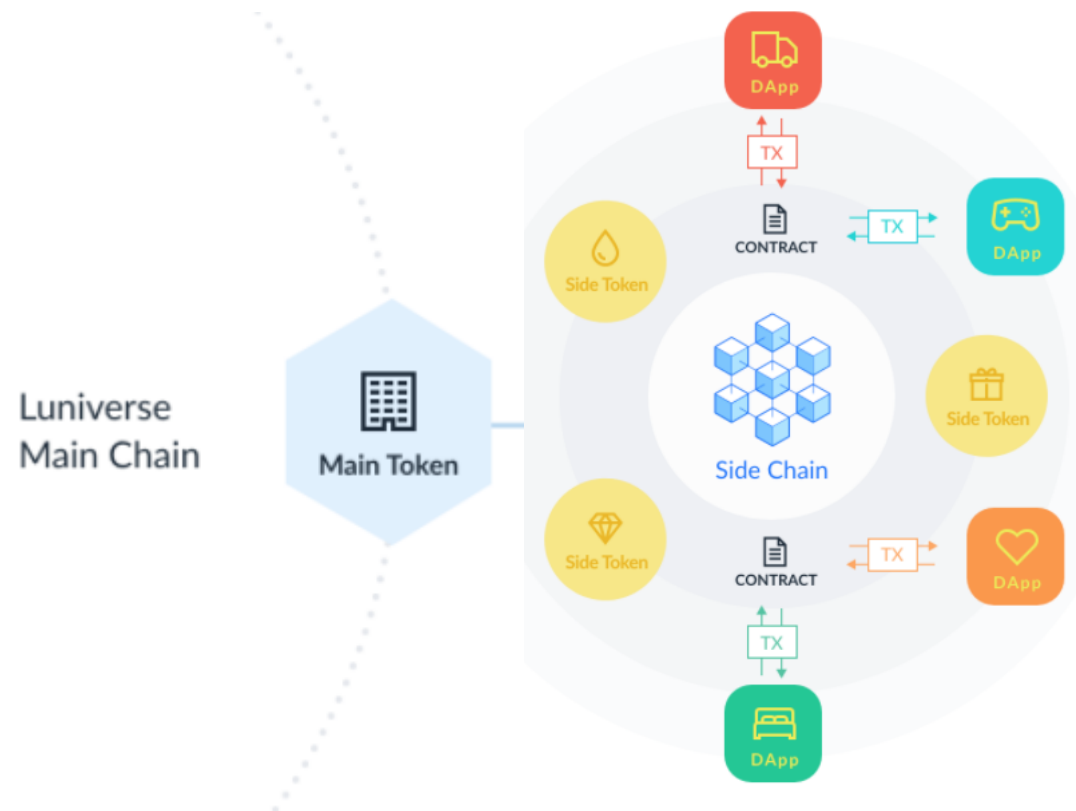 Luniverse
Main Chain
Main Token
DApp
TX
CONTRACT
TX
DApp
Side Token
Side Chain
Side Token
Side Token
CONTRACT
TX
DApp
TX
DApp